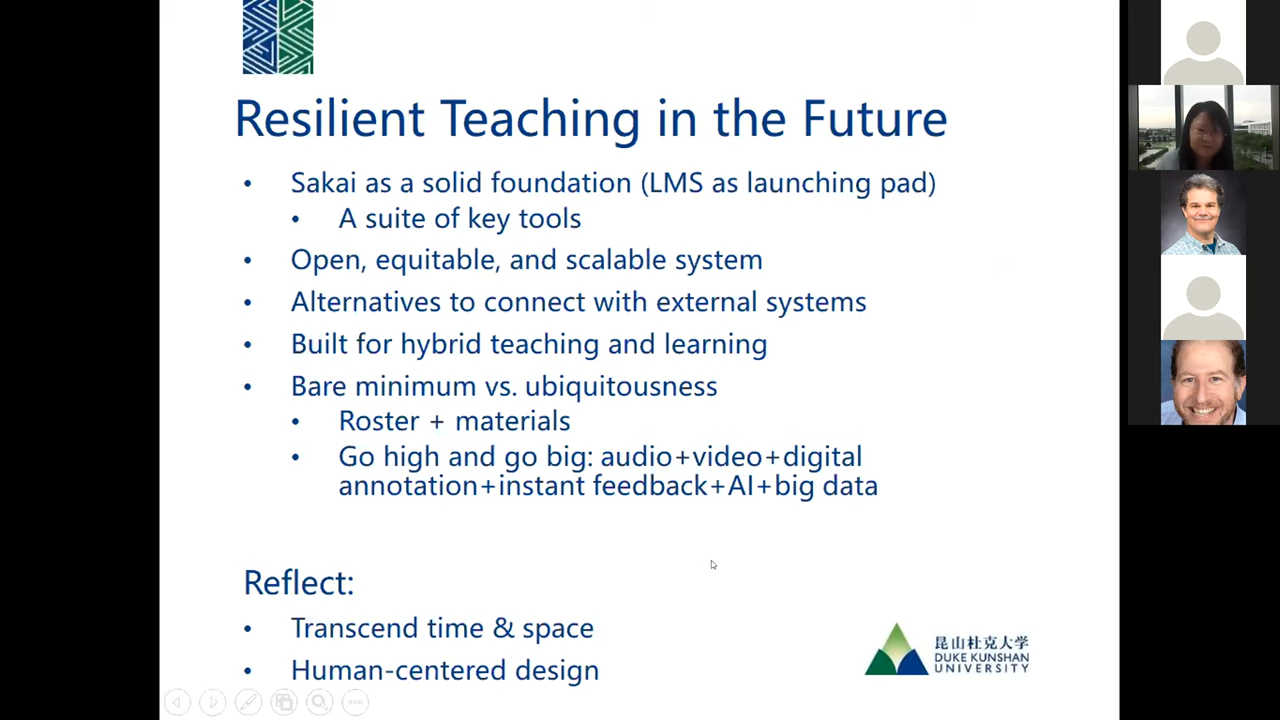 Resilient Teaching in the Future
• Sakai as a solid foundation (LMS as launching pad)
• A suite of key tools
• Open, equitable, and scalable system
• Alternatives to connect with external systems
• Built for hybrid teaching and learning
• Bare minimum vs. ubiquitousness
• Roster + materials
• Go high and go big: audio+video+digital
annotation+instant feedback+AI+big data
Reflect:
• Transcend time & space
• Human-centered design
昆山杜克大学
DUKE KUNSHAN
UNIVERSITY